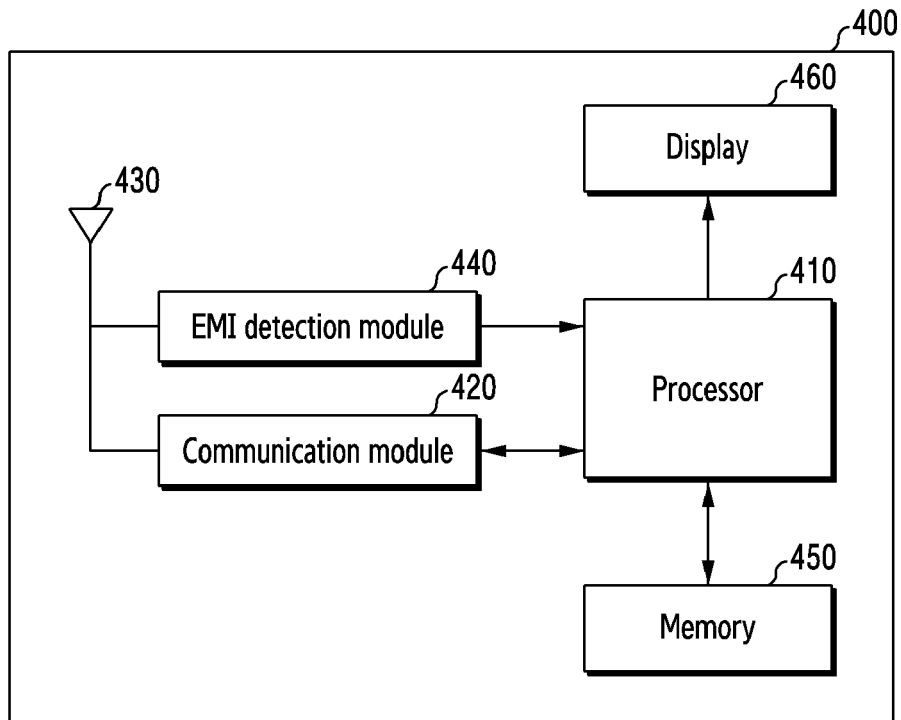 400
460
Display
430
440
EMI detection module
410
Processor
420
Communication module
450
Memory